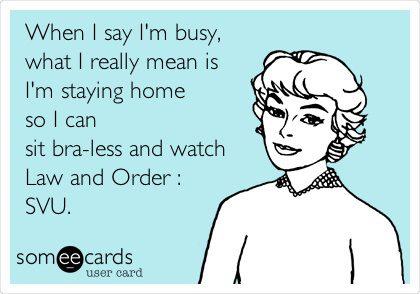 When I say I'm busy,
what I really mean is
I'm staying home
so I can
sit bra-less and watch
Law and Order :
SVU.
someecards
user card